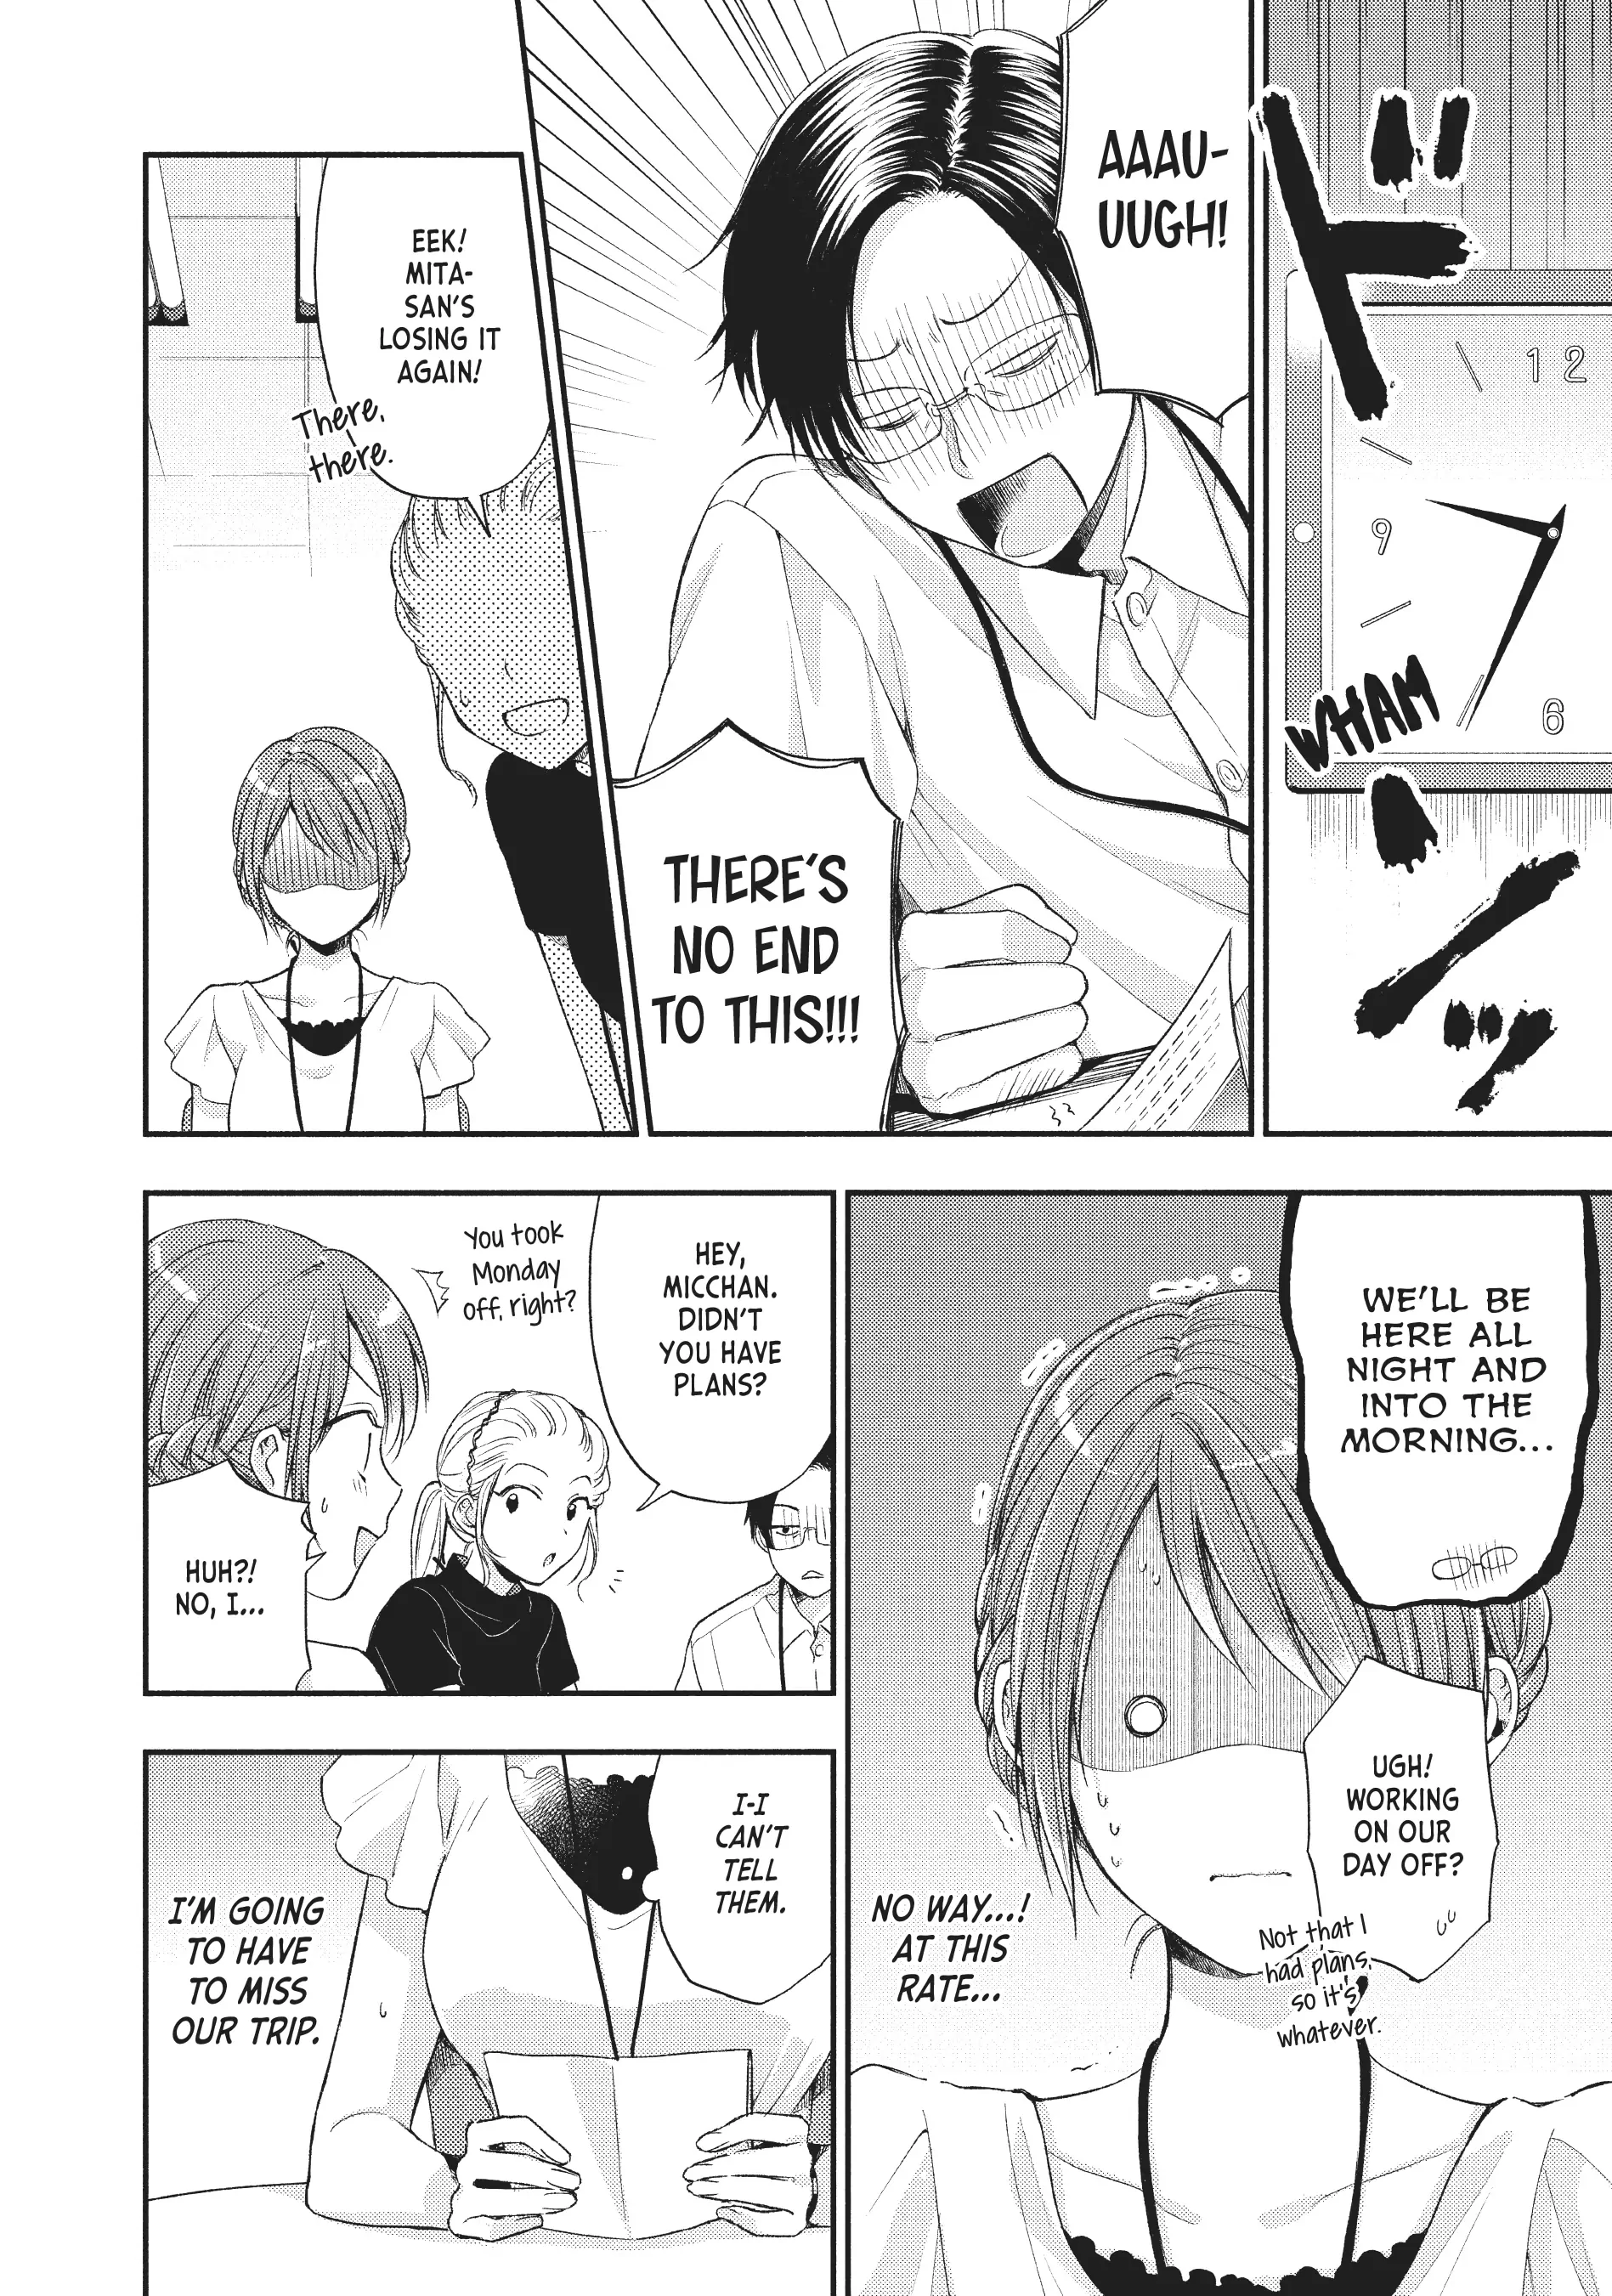 12
9
6
ドドッ
WHAM
AAAU-
UUGH!
THERE'S
NO END
TO THIS!!!
EEK!
MITA-
SAN'S
LOSING IT
AGAIN!
There,
there.
WE'LL BE
HERE ALL
NIGHT AND
INTO THE
MORNING...
UGH!
WORKING
ON OUR
DAY OFF?
Not that I
had plans,
so it's
whatever.
NO WAY...!
AT THIS
RATE...
HEY,
MICCHAN.
DIDN'T
YOU HAVE
PLANS?
You took
Monday
off, right?
HUH?!
NO, I...
I-I
CAN'T
TELL
THEM.
I'M GOING
TO HAVE
TO MISS
OUR TRIP.